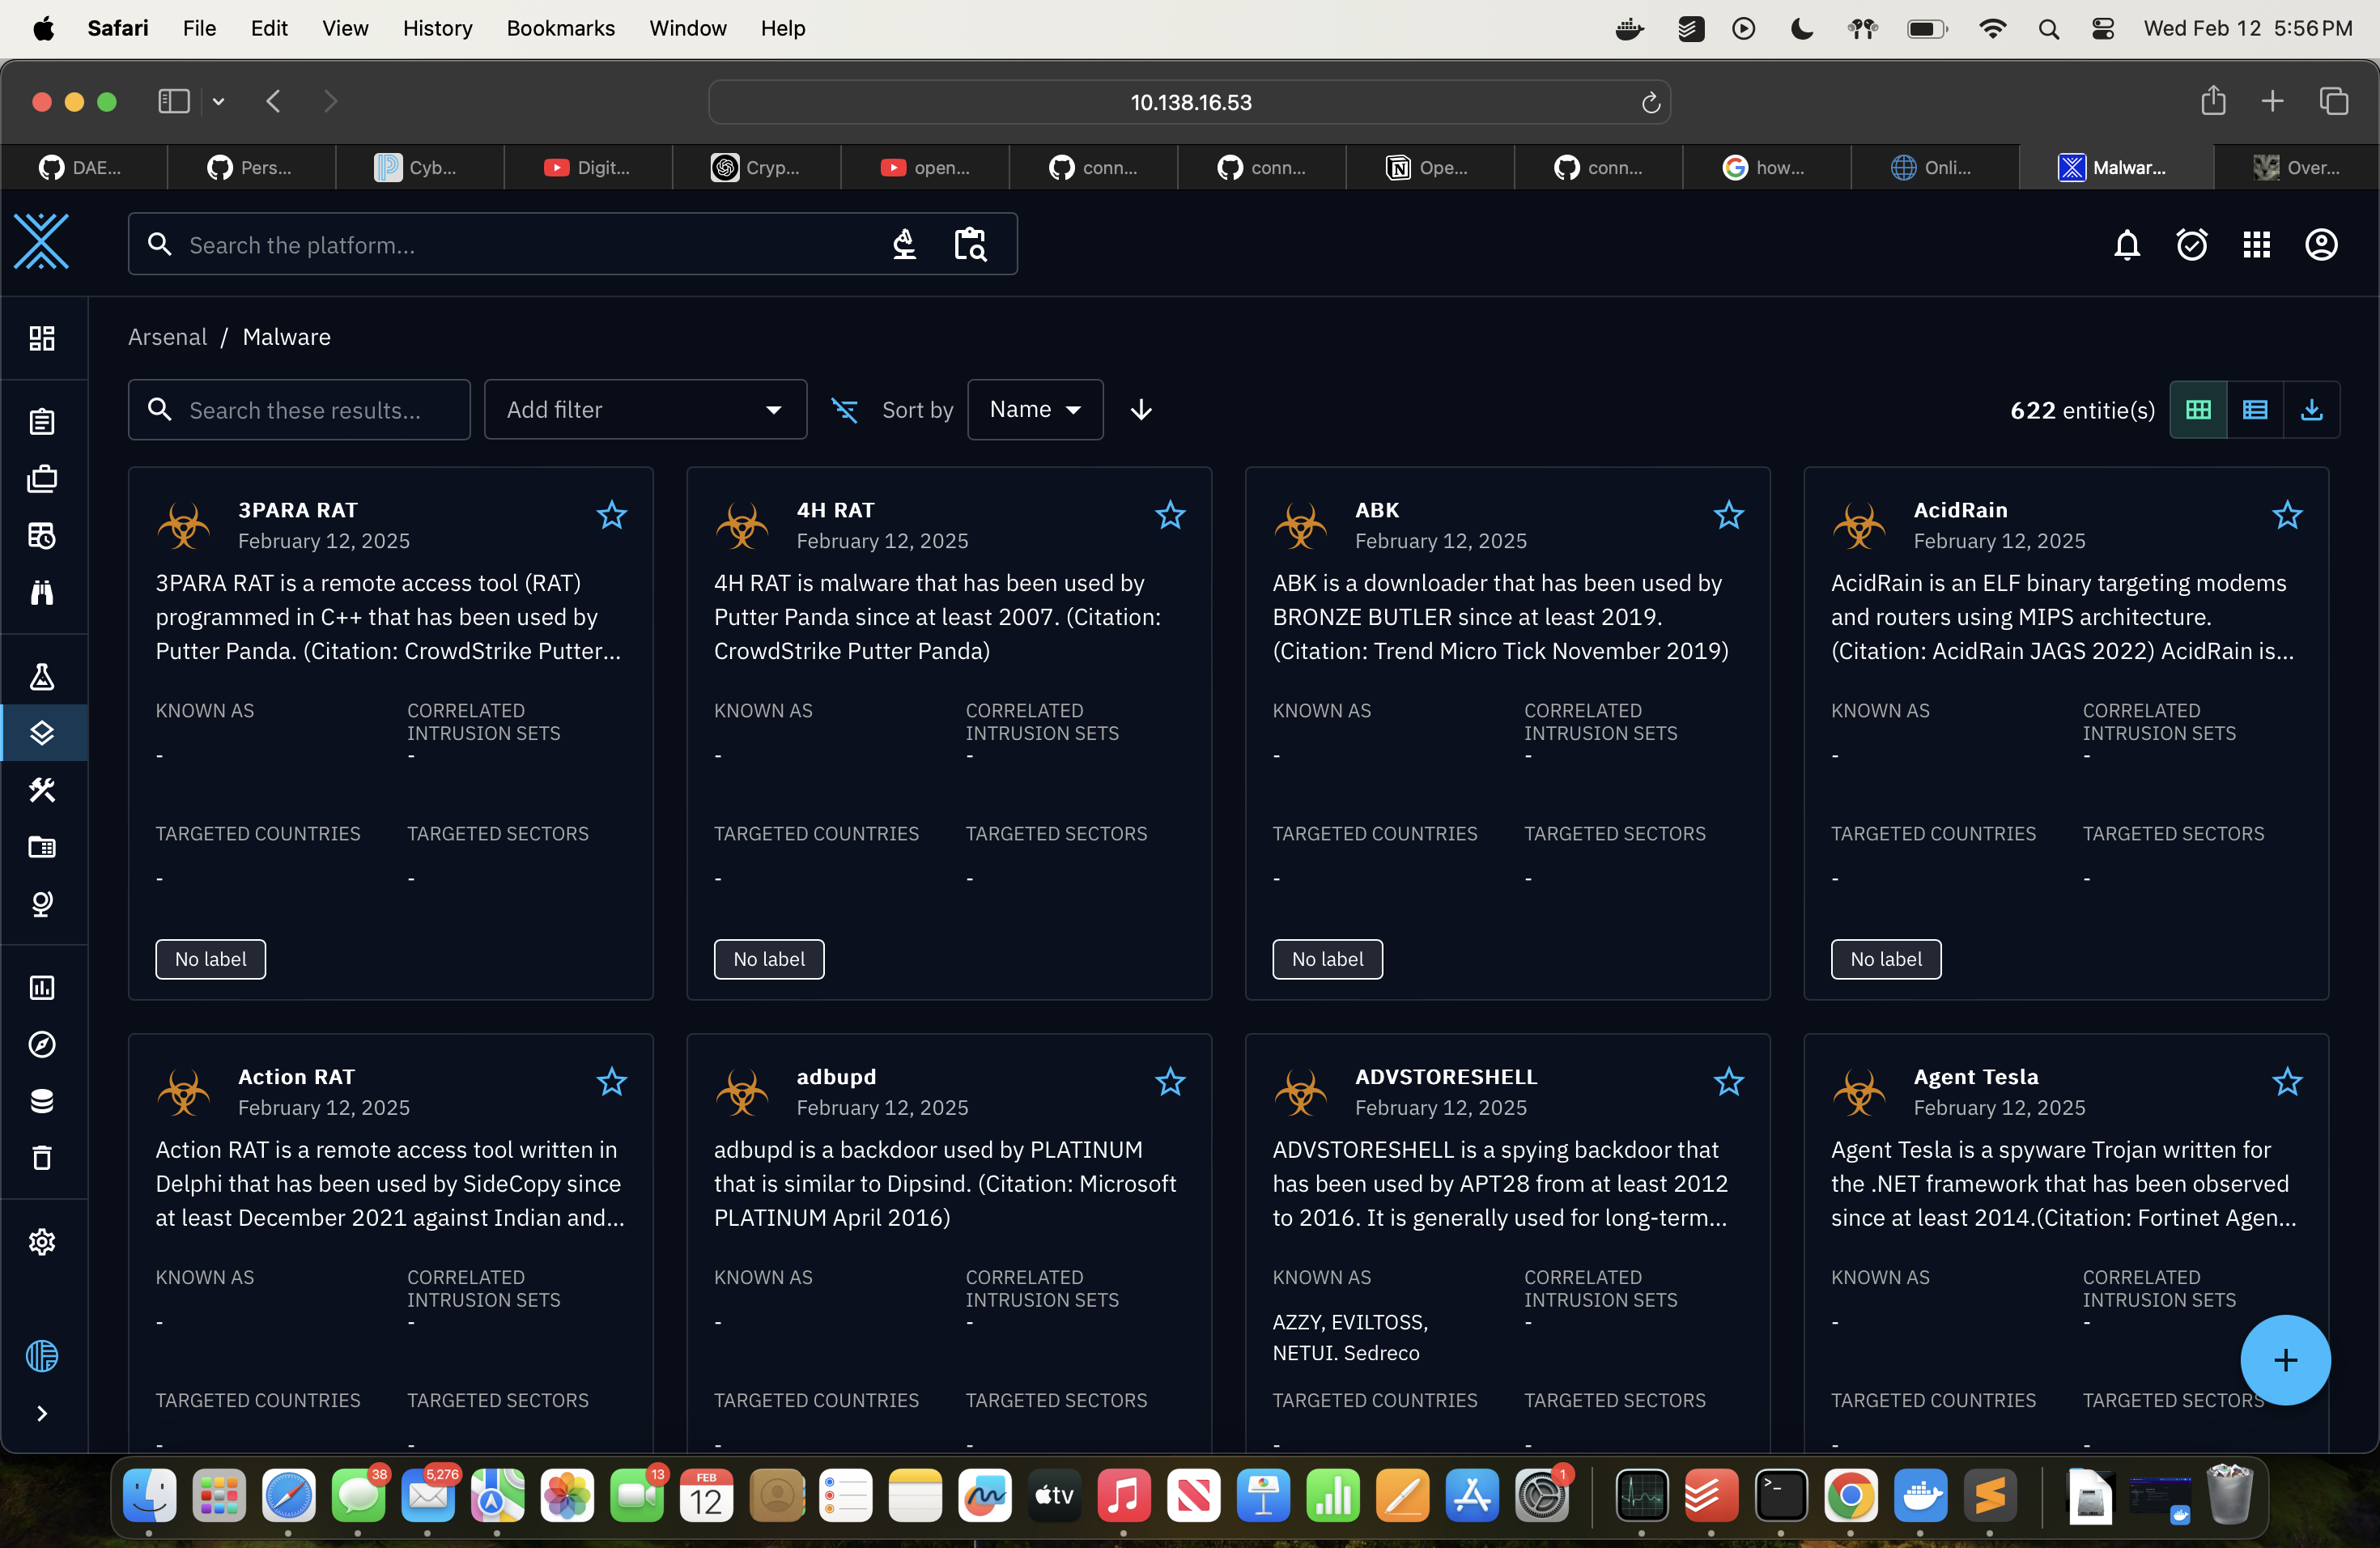 Safari File Edit View History Bookmarks Window Help Wed Feb 12 5:56 PM
10.138.16.53
DAE... Pers... Cyb... Digit... Cryp... open... conn... conn... Ope... conn... how... Onli... Malwar... Over...
Search the platform...
Arsenal / Malware
Search these results... Add filter Sort by Name 622 entitie(s)
3PARA RAT
February 12, 2025
3PARA RAT is a remote access tool (RAT)
programmed in C++ that has been used by
Putter Panda. (Citation: CrowdStrike Putter...
KNOWN AS
-
CORRELATED
INTRUSION SETS
-
TARGETED COUNTRIES
-
TARGETED SECTORS
-
No label
4H RAT
February 12, 2025
4H RAT is malware that has been used by
Putter Panda since at least 2007. (Citation:
CrowdStrike Putter Panda)
KNOWN AS
-
CORRELATED
INTRUSION SETS
-
TARGETED COUNTRIES
-
TARGETED SECTORS
-
No label
ABK
February 12, 2025
ABK is a downloader that has been used by
BRONZE BUTLER since at least 2019.
(Citation: Trend Micro Tick November 2019)
KNOWN AS
-
CORRELATED
INTRUSION SETS
-
TARGETED COUNTRIES
-
TARGETED SECTORS
-
No label
AcidRain
February 12, 2025
AcidRain is an ELF binary targeting modems
and routers using MIPS architecture.
(Citation: AcidRain JAGS 2022) AcidRain is...
KNOWN AS
-
CORRELATED
INTRUSION SETS
-
TARGETED COUNTRIES
-
TARGETED SECTORS
-
No label
Action RAT
February 12, 2025
Action RAT is a remote access tool written in
Delphi that has been used by SideCopy since
at least December 2021 against Indian and...
KNOWN AS
-
CORRELATED
INTRUSION SETS
-
TARGETED COUNTRIES
-
TARGETED SECTORS
-
adbupd
February 12, 2025
adbupd is a backdoor used by PLATINUM
that is similar to Dipsind. (Citation: Microsoft
PLATINUM April 2016)
KNOWN AS
-
CORRELATED
INTRUSION SETS
-
TARGETED COUNTRIES
-
TARGETED SECTORS
-
ADVSTORESHELL
February 12, 2025
ADVSTORESHELL is a spying backdoor that
has been used by APT28 from at least 2012
to 2016. It is generally used for long-term...
KNOWN AS
AZZY, EVILTOSS,
NETUI. Sedreco
CORRELATED
INTRUSION SETS
-
TARGETED COUNTRIES
-
TARGETED SECTORS
-
Agent Tesla
February 12, 2025
Agent Tesla is a spyware Trojan written for
the .NET framework that has been observed
since at least 2014.(Citation: Fortinet Agen...
KNOWN AS
-
CORRELATED
INTRUSION SETS
-
TARGETED COUNTRIES
-
TARGETED SECTORS
-
38 5,276 13 FEB 12 tv 1